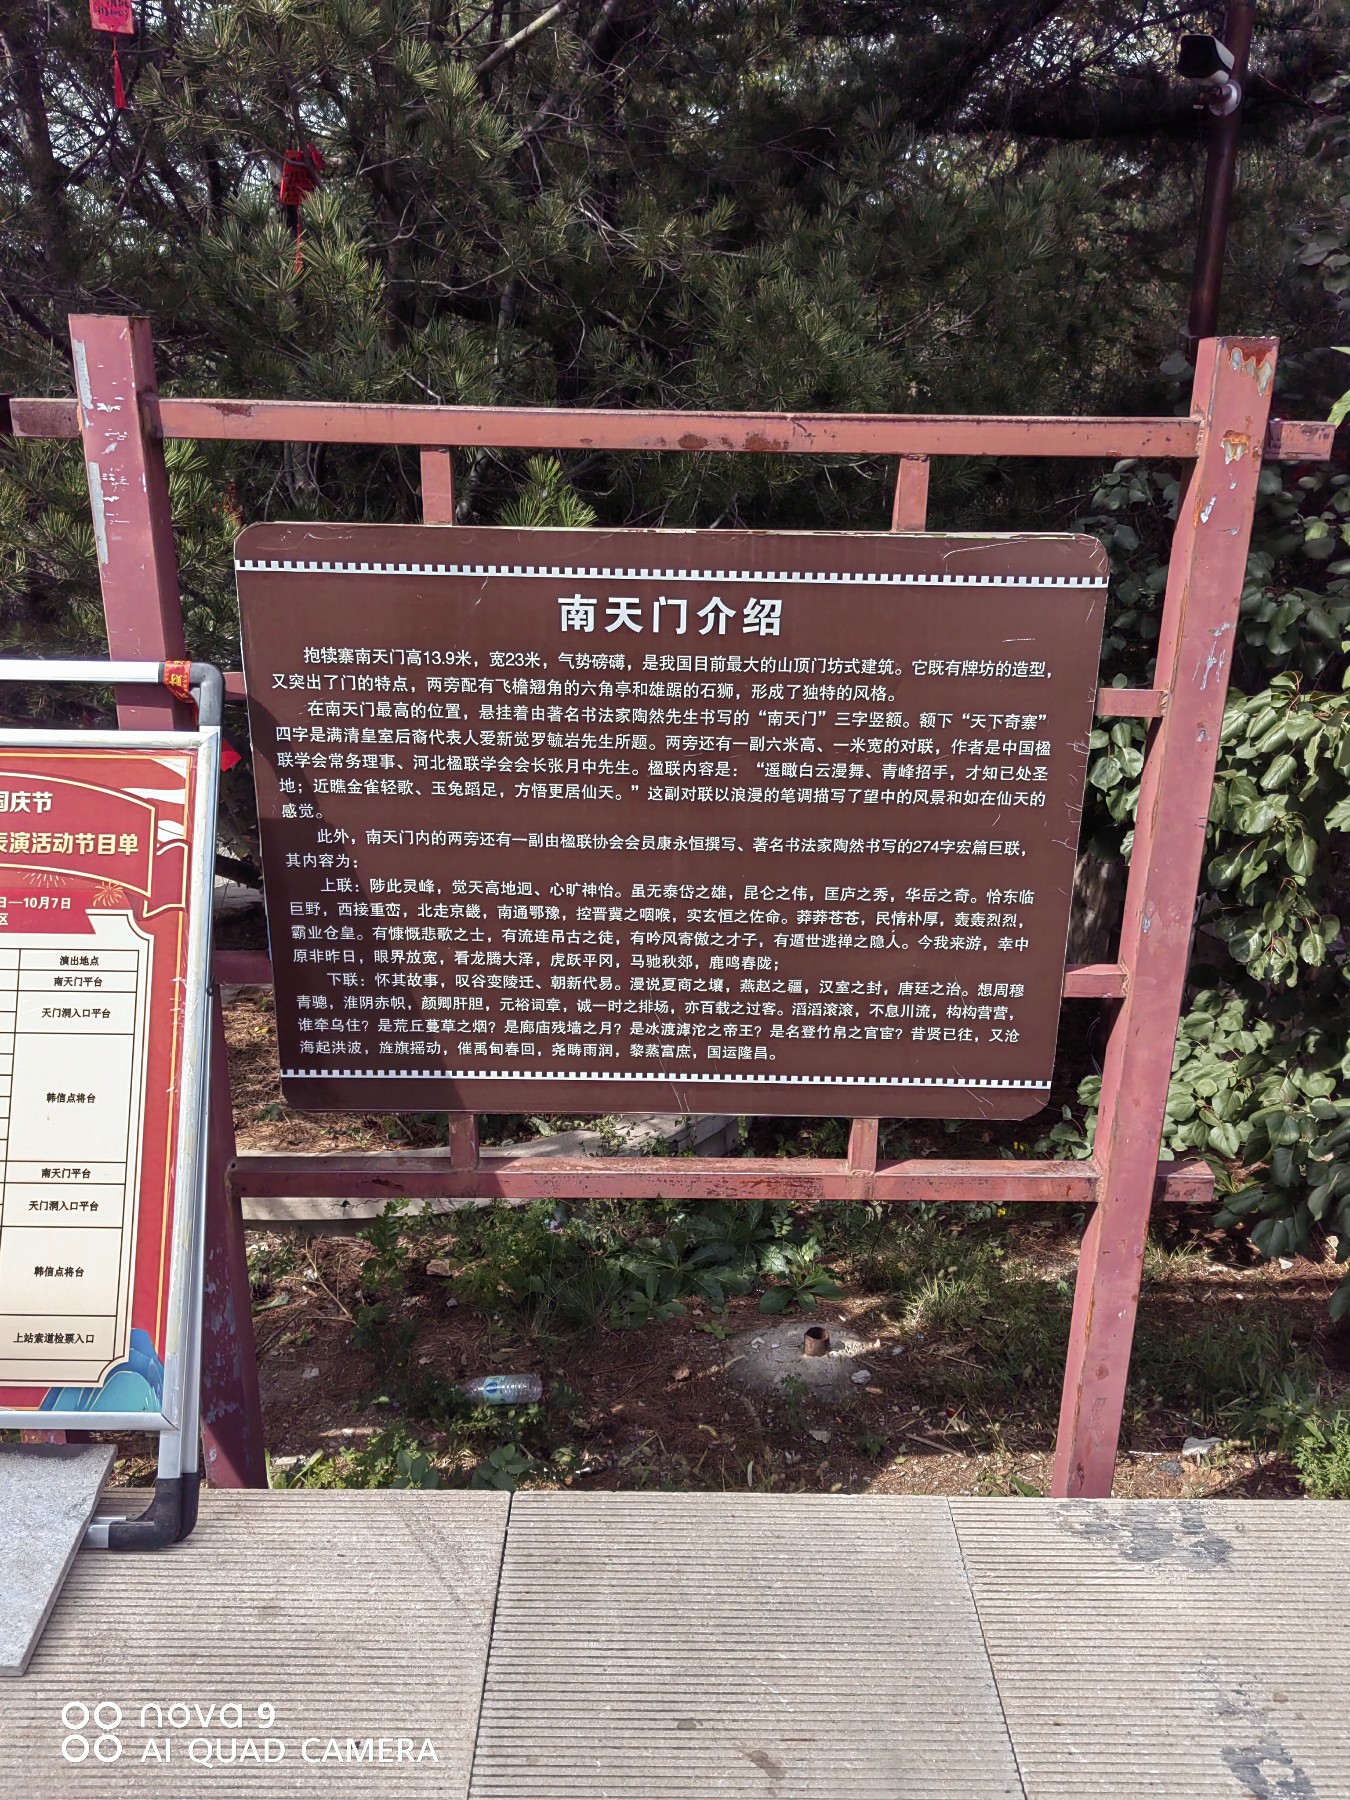 南天门介绍
抱犊寨南天门高13.9米，宽23米，气势磅礴，是我国目前最大的山顶门坊式建筑。它既有牌坊的造型，
又突出了门的特点，两旁配有飞檐翘角的六角亭和雄踞的石狮，形成了独特的风格。
在南天门最高的位置，悬挂着由著名书法家陶然先生书写的“南天门”三字竖额。额下“天下奇寨”
四字是满清皇室后裔代表人爱新觉罗毓岩先生所题。两旁还有一副六米高、一米宽的对联，作者是中国楹
联学会常务理事、河北楹联学会会长张月中先生。楹联内容是：“遥瞰白云漫舞、青峰招手，才知已处圣
地；近瞧金雀轻歌、玉兔蹈足，方悟更居仙天。”这副对联以浪漫的笔调描写了望中的风景和如在仙天的
感觉。
此外，南天门内的两旁还有一副由楹联协会会员康永恒撰写、著名书法家陶然书写的274字宏篇巨联，
其内容为：
上联：陟此灵峰，觉天高地迥、心旷神怡。虽无泰岱之雄，昆仑之伟，匡庐之秀，华岳之奇。恰东临
巨野，西接重峦，北走京畿，南通鄂豫，控晋冀之咽喉，实玄恒之佐命。莽莽苍苍，民情朴厚，轰轰烈烈，
霸业仓皇。有慷慨悲歌之士，有流连吊古之徒，有吟风寄傲之才子，有遁世逃禅之隐人。今我来游，幸中
原非昨日，眼界放宽，看龙腾大泽，虎跃平冈，马驰秋郊，鹿鸣春陇；
下联：怀其故事，叹谷变陵迁、朝新代易。漫说夏商之壤，燕赵之疆，汉室之封，唐廷之治。想周穆
青骢，淮阴赤帜，颜卿肝胆，元裕词章，诚一时之排场，亦百载之过客。滔滔滚滚，不息川流，构构营营，
谁牵乌住？是荒丘蔓草之烟？是廊庙残墙之月？是冰渡滹沱之帝王？是名登竹帛之官宦？昔贤已往，又沧
海起洪波，旌旗摇动，催禹甸春回，尧畴雨润，黎蒸富庶，国运隆昌。
国庆节
表演活动节目单
日—10月7日
区
演出地点
南天门平台
天门洞入口平台
韩信点将台
南天门平台
天门洞入口平台
韩信点将台
上站索道检票入口
nova 9
AI QUAD CAMERA